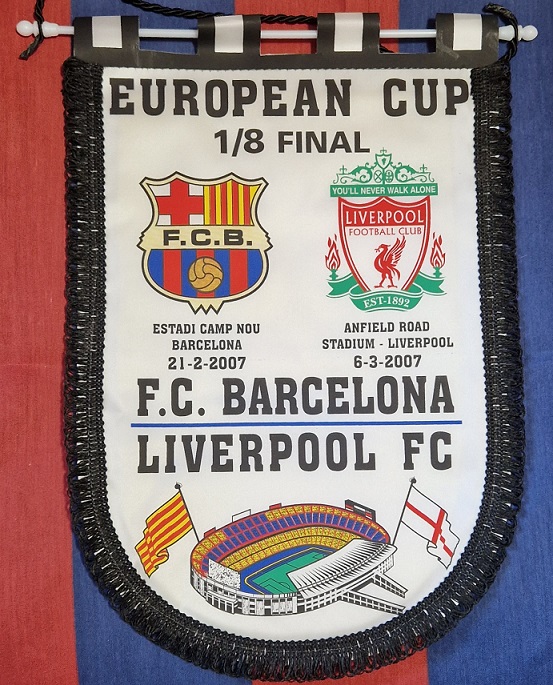 EUROPEAN CUP
1/8 FINAL
F.C.B.
YOU'LL NEVER WALK ALONE
LIVERPOOL
FOOTBALL CLUB
EST·1892
ESTADI CAMP NOU
BARCELONA
21-2-2007
ANFIELD ROAD
STADIUM - LIVERPOOL
6-3-2007
F.C. BARCELONA
LIVERPOOL FC